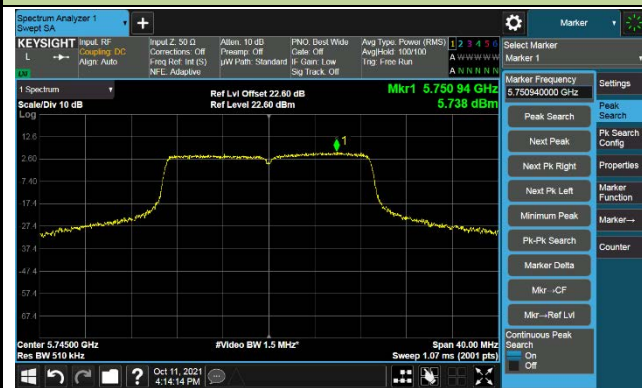 Spectrum Analyzer 1
Swept SA
Marker
KEYSIGHT
L
Input: RF
Coupling: DC
Align: Auto
Input Z: 50 Ω
Corrections: Off
Freq Ref: Int (S)
NFE: Adaptive
Atten: 10 dB
Preamp: Off
µW Path: Standard
PNO: Best Wide
Gate: Off
IF Gain: Low
Sig Track: Off
Avg Type: Power (RMS)
Avg|Hold: 100/100
Trig: Free Run
1 2 3 4 5 6
A W W W W W
A N N N N N
Select Marker
Marker 1
1 Spectrum
Scale/Div 10 dB
Log
Ref Lvl Offset 22.60 dB
Ref Level 22.60 dBm
Mkr1 5.750 94 GHz
5.738 dBm
1
12.6
2.60
-7.40
-17.4
-27.4
-37.4
-47.4
-57.4
-67.4
Center 5.74500 GHz
Res BW 510 kHz
#Video BW 1.5 MHz*
Span 40.00 MHz
Sweep 1.07 ms (2001 pts)
Marker Frequency
5.750940000 GHz
Peak Search
Next Peak
Next Pk Right
Next Pk Left
Minimum Peak
Pk-Pk Search
Marker Delta
Mkr→CF
Mkr→Ref Lvl
Continuous Peak
Search
On
Off
Settings
Peak
Search
Pk Search
Config
Properties
Marker
Function
Marker→
Counter
Oct 11, 2021
4:14:14 PM